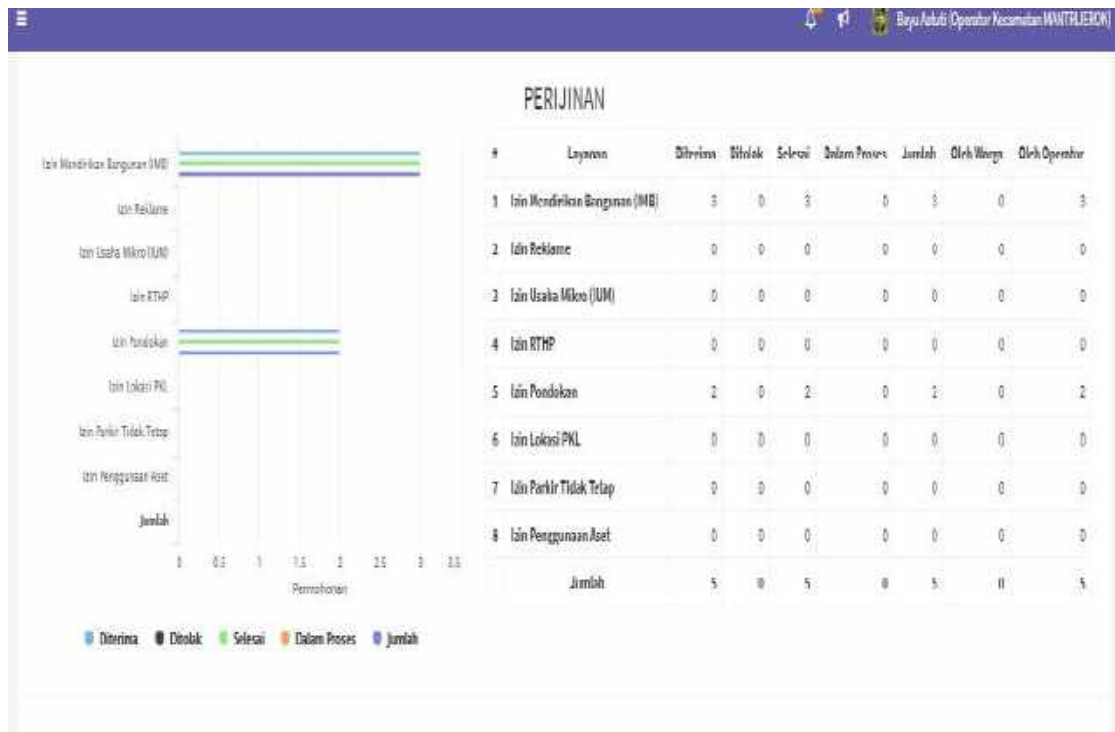 Bayu Astuti (Operator Kecamatan MANTRIJERON)
PERIJINAN
Izin Mendirikan Bangunan (IMB)
Izin Reklame
Izin Usaha Mikro (IUM)
Izin RTHP
Izin Pondokan
Izin Lokasi PKL
Izin Parkir Tidak Tetap
Izin Penggunaan Aset
Jumlah
0 0.5 1 1.5 2 2.5 3 3.5
Permohonan
Diterima Ditolak Selesai Dalam Proses Jumlah
# Layanan Diterima Ditolak Selesai Dalam Proses Jumlah Oleh Warga Oleh Operator
1 Izin Mendirikan Bangunan (IMB) 3 0 3 0 3 0 3
2 Izin Reklame 0 0 0 0 0 0 0
3 Izin Usaha Mikro (IUM) 0 0 0 0 0 0 0
4 Izin RTHP 0 0 0 0 0 0 0
5 Izin Pondokan 2 0 2 0 2 0 2
6 Izin Lokasi PKL 0 0 0 0 0 0 0
7 Izin Parkir Tidak Tetap 0 0 0 0 0 0 0
8 Izin Penggunaan Aset 0 0 0 0 0 0 0
Jumlah 5 0 5 0 5 0 5